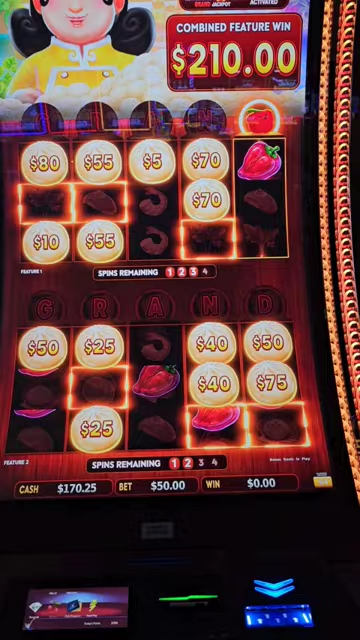 GRAND JACKPOT
ACTIVATED
COMBINED FEATURE WIN
$210.00
$80 $55 $5 $70
$70
$10 $55
FEATURE 1
SPINS REMAINING 1 2 3 4
G R A N D
$50 $25 $40 $50
$40 $75
$25
FEATURE 2
SPINS REMAINING 1 2 3 4
CASH $170.25 BET $50.00 WIN $0.00